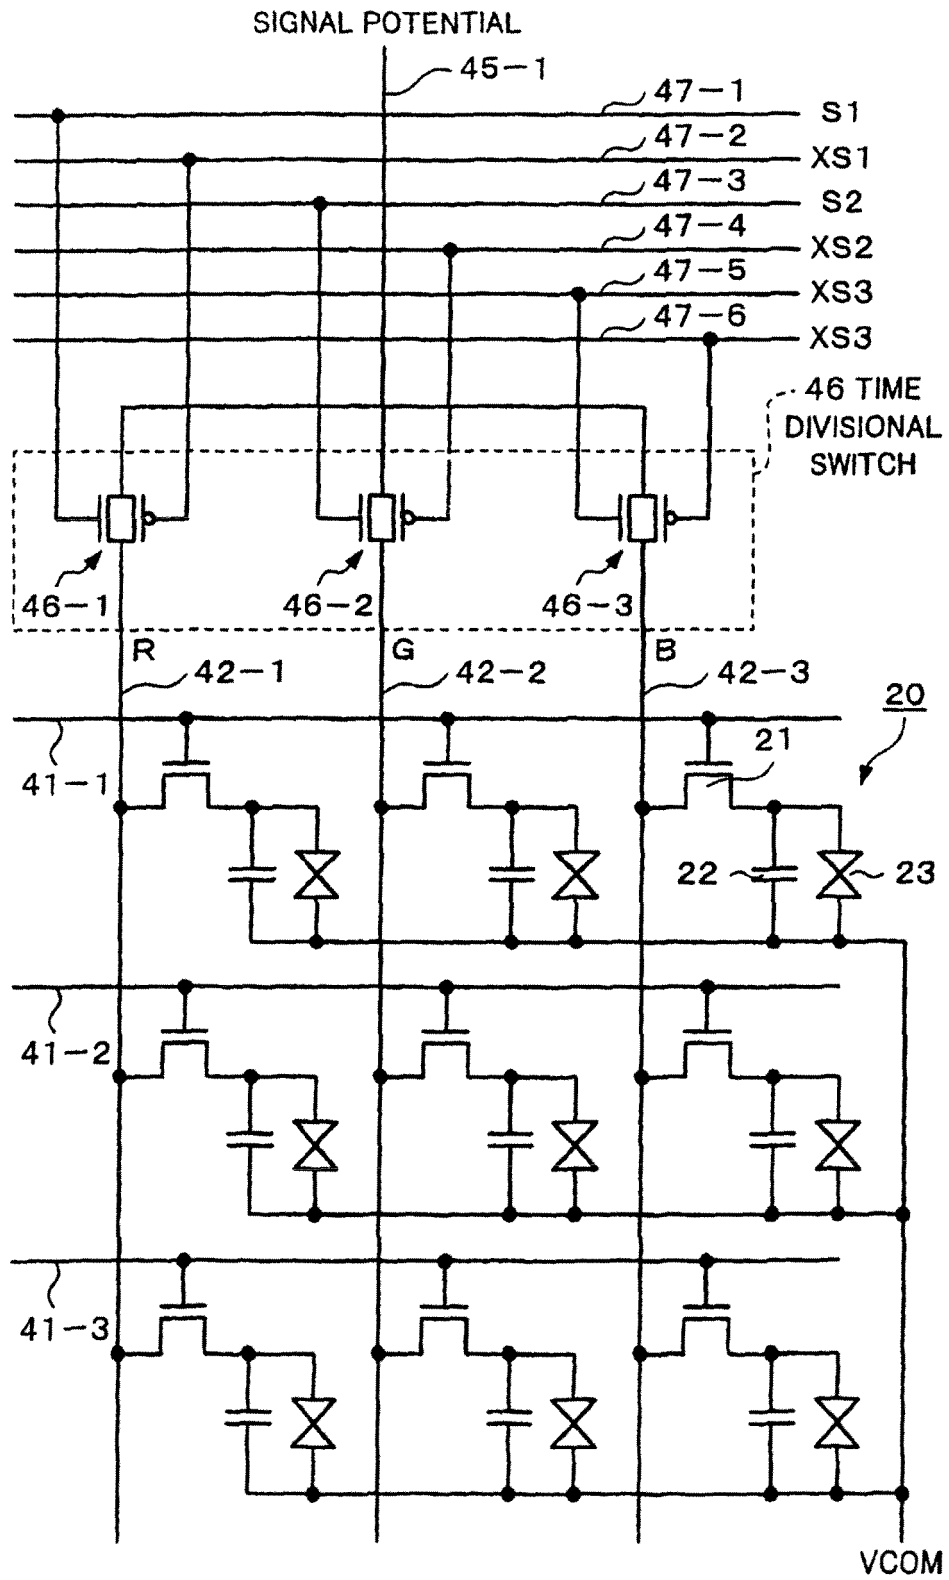 SIGNAL POTENTIAL
45-1
47-1 S1
47-2 XS1
47-3 S2
47-4 XS2
47-5 XS3
47-6 XS3
46 TIME
DIVISIONAL
SWITCH
46-1 46-2 46-3
R G B
42-1 42-2 42-3
20
41-1 21
22 23
41-2
41-3
VCOM